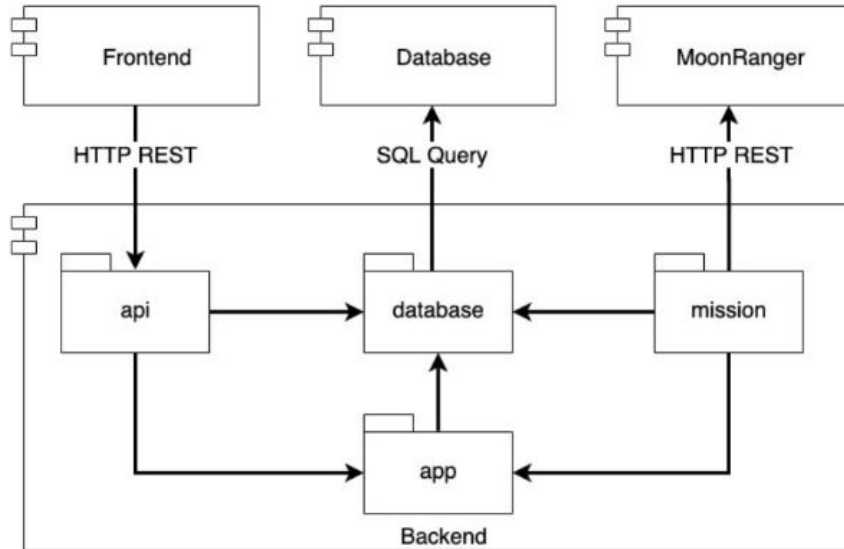 Frontend
Database
MoonRanger
HTTP REST
SQL Query
HTTP REST
api
database
mission
app
Backend